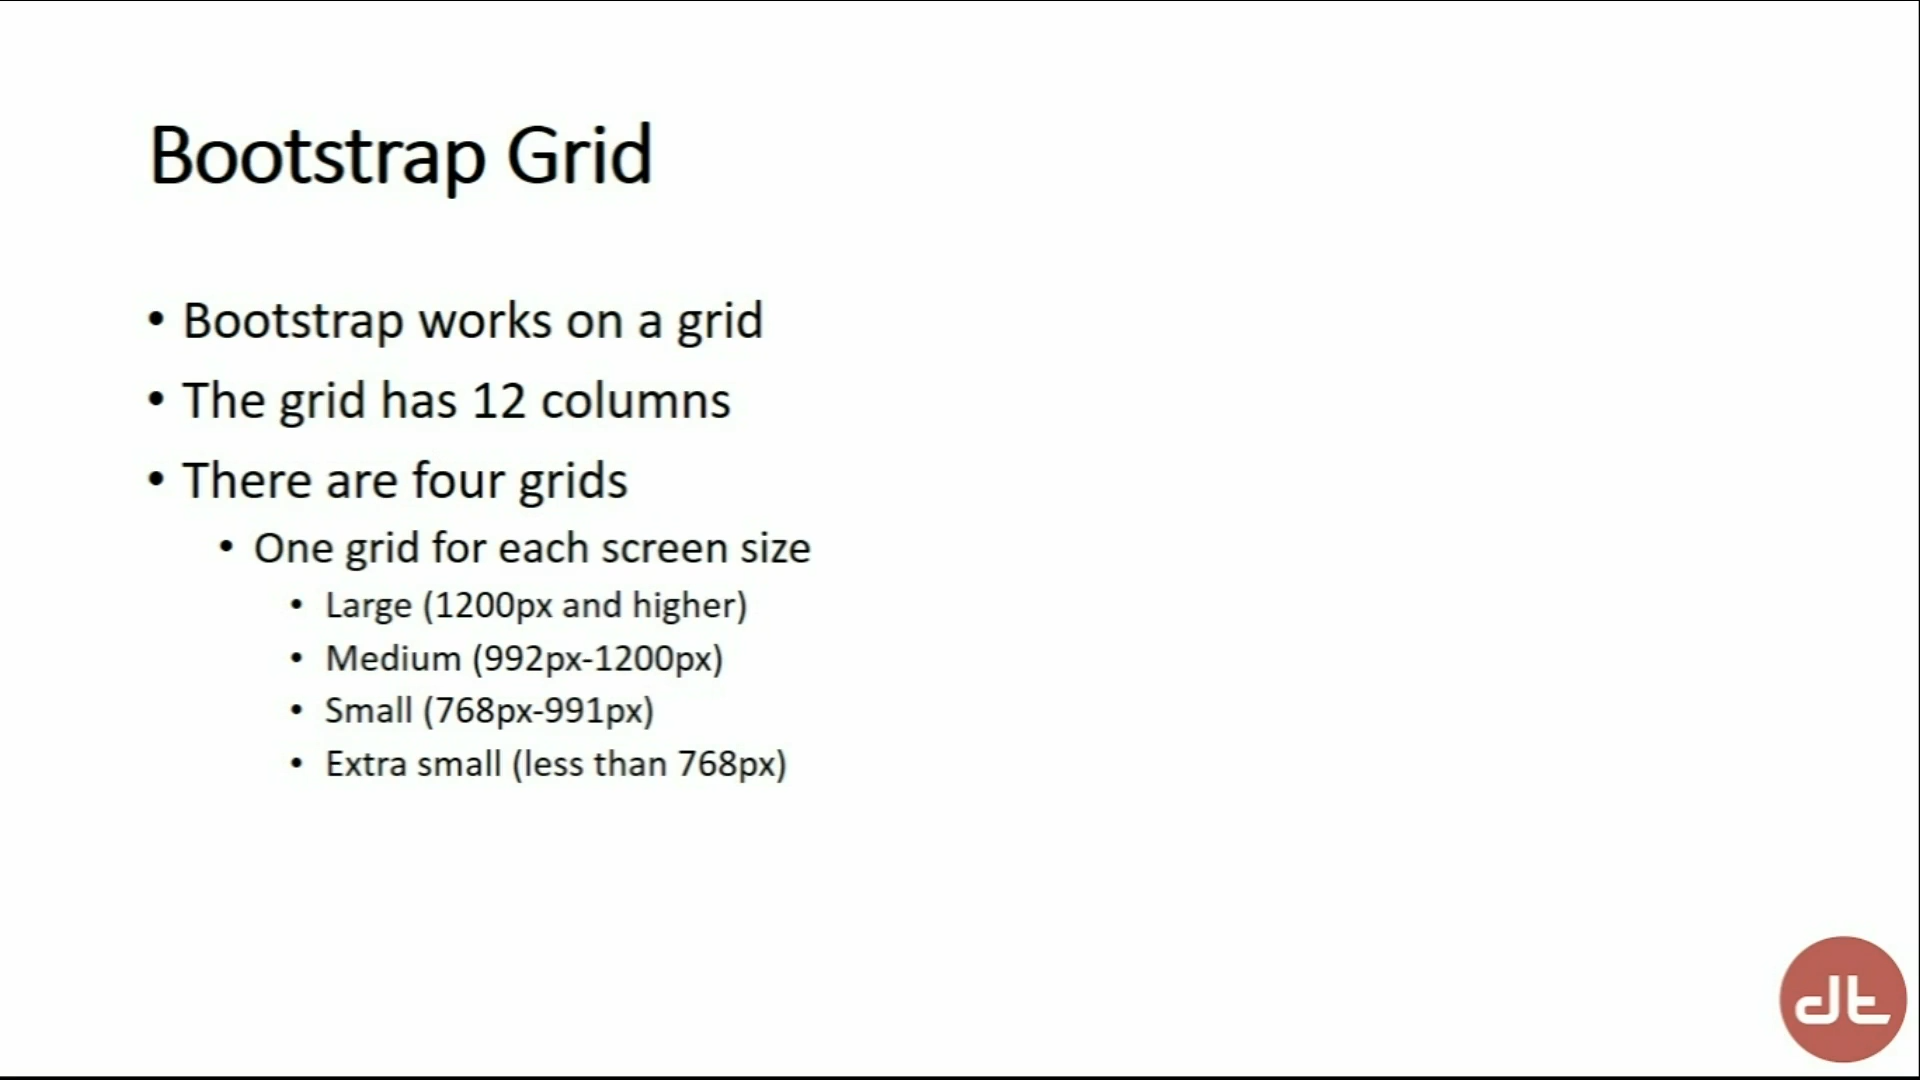 Bootstrap Grid
• Bootstrap works on a grid
• The grid has 12 columns
• There are four grids
• One grid for each screen size
• Large (1200px and higher)
• Medium (992px-1200px)
• Small (768px-991px)
• Extra small (less than 768px)
dt